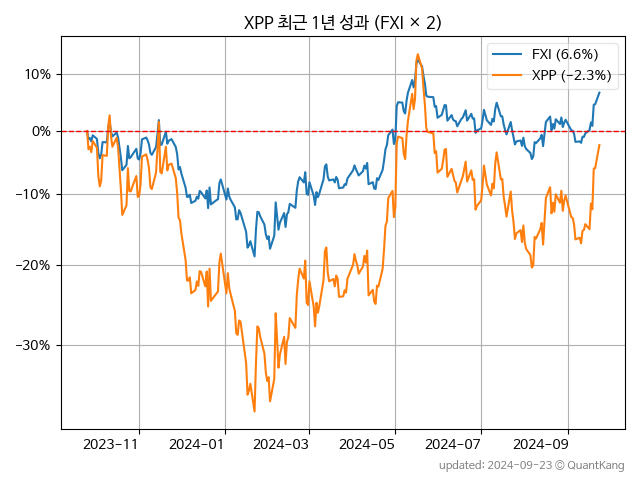 XPP 최근 1년 성과 (FXI × 2)
FXI (6.6%)
XPP (−2.3%)
10%
0%
−10%
−20%
−30%
2023−11
2024−01
2024−03
2024−05
2024−07
2024−09
updated: 2024-09-23 © QuantKang